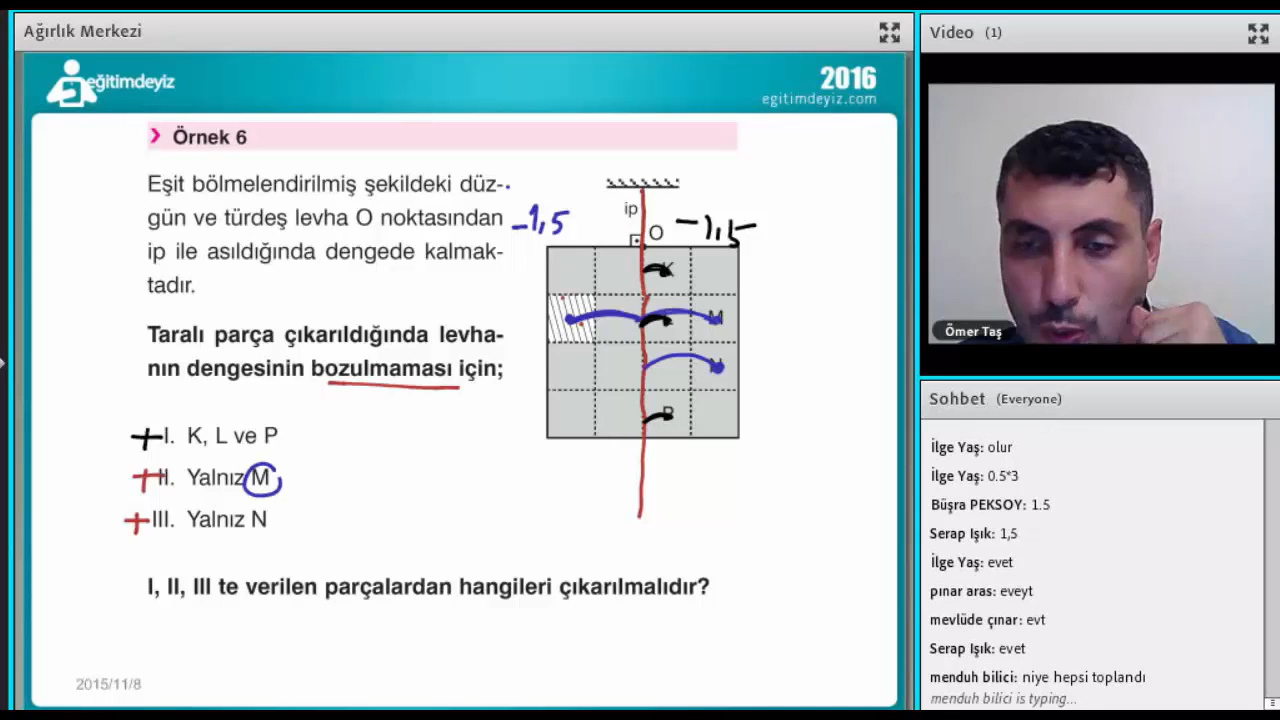 Ağırlık Merkezi
eğitimdeyiz
2016
egitimdeyiz.com
Örnek 6
Eşit bölmelendirilmiş şekildeki düz-
gün ve türdeş levha O noktasından
ip ile asıldığında dengede kalmak-
tadır.
Taralı parça çıkarıldığında levha-
nın dengesinin bozulmaması için;
I. K, L ve P
II. Yalnız M
III. Yalnız N
-1,5
ip
O
-1,5
K
M
N
P
I, II, III te verilen parçalardan hangileri çıkarılmalıdır?
2015/11/8
Video (1)
Ömer Taş
Sohbet (Everyone)
İlge Yaş: olur
İlge Yaş: 0.5*3
Büşra PEKSOY: 1.5
Serap Işık: 1,5
İlge Yaş: evet
pınar aras: eveyt
mevlüde çınar: evt
Serap Işık: evet
menduh bilici: niye hepsi toplandı
menduh bilici is typing...